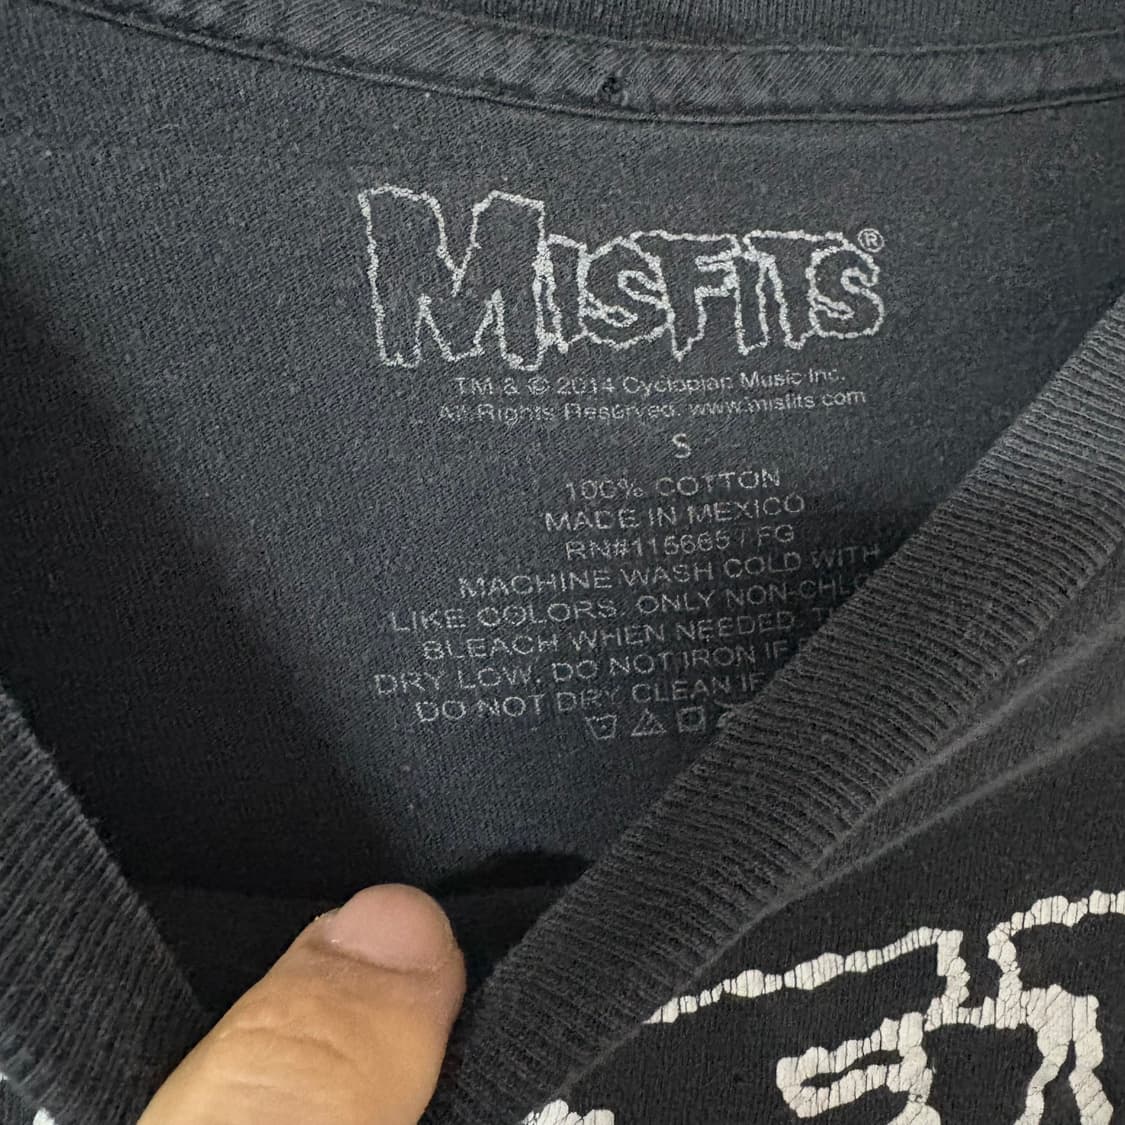 MISFITS®
TM & © 2014 Cyclopian Music Inc.
All Rights Reserved. www.misfits.com
S
100% COTTON
MADE IN MEXICO
RN#115665 / FG
MACHINE WASH COLD WITH
LIKE COLORS. ONLY NON-CHLO
BLEACH WHEN NEEDED. T
DRY LOW. DO NOT IRON IF
DO NOT DRY CLEAN IF